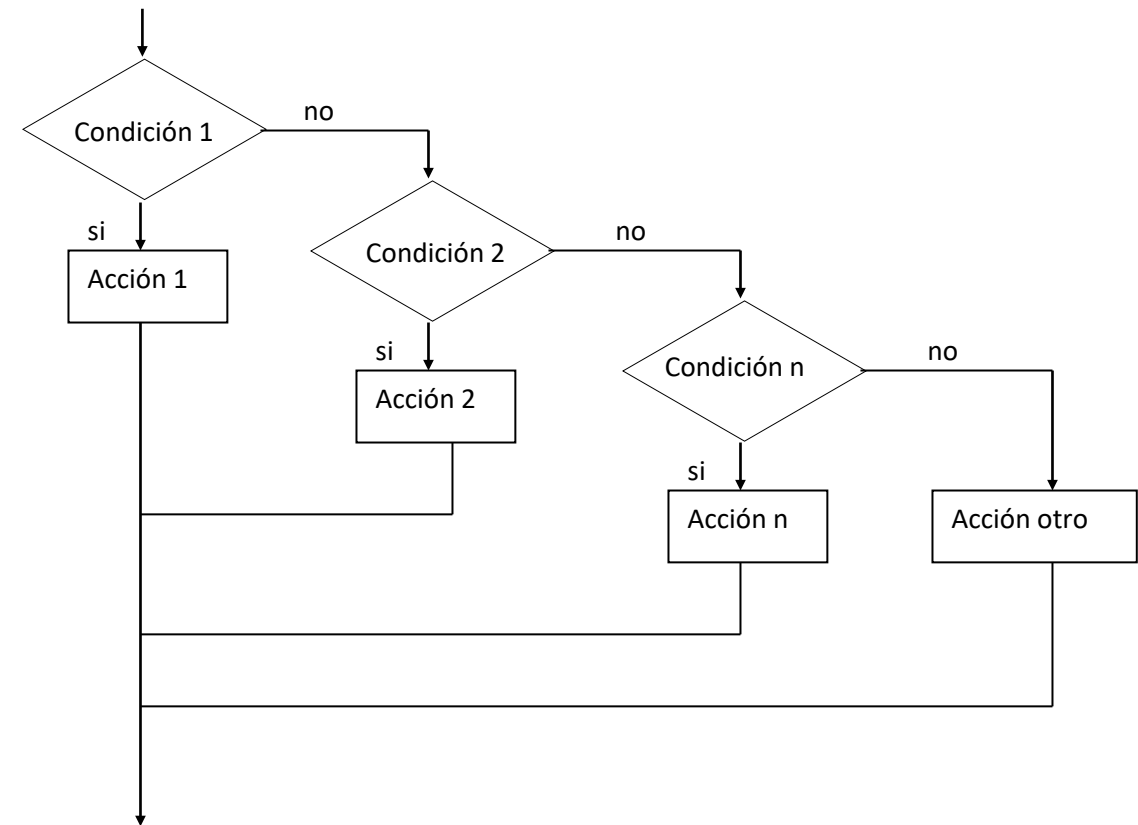 Condición 1
no
si
Acción 1
Condición 2
no
si
Acción 2
Condición n
no
si
Acción n
Acción otro